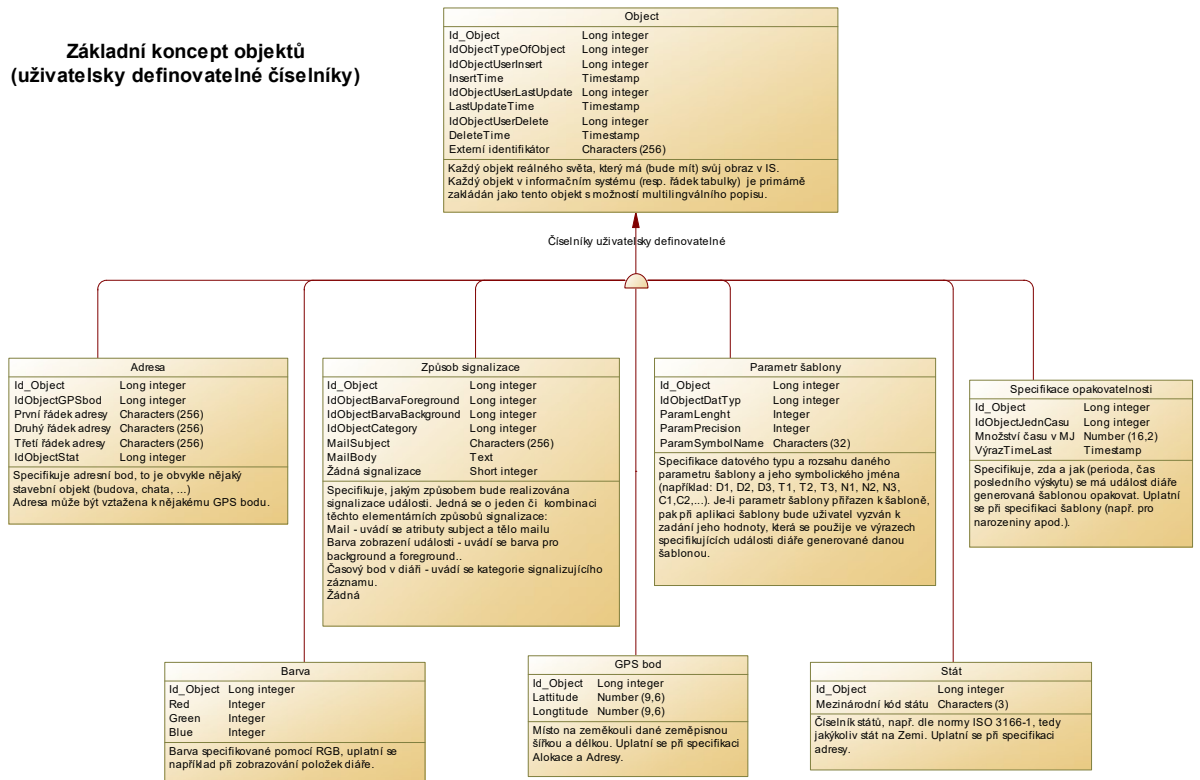 Základní koncept objektů
(uživatelsky definovatelné číselníky)
Object
Id_Object Long integer
IdObjectTypeOfObject Long integer
IdObjectUserInsert Long integer
InsertTime Timestamp
IdObjectUserLastUpdate Long integer
LastUpdateTime Timestamp
IdObjectUserDelete Long integer
DeleteTime Timestamp
Externí identifikátor Characters (256)
Každý objekt reálného světa, který má (bude mít) svůj obraz v IS.
Každý objekt v informačním systému (resp. řádek tabulky) je primárně
zakládán jako tento objekt s možností multilingválního popisu.
Číselníky uživatelsky definovatelné
Adresa
Id_Object Long integer
IdObjectGPSbod Long integer
První řádek adresy Characters (256)
Druhý řádek adresy Characters (256)
Třetí řádek adresy Characters (256)
IdObjectStat Long integer
Specifikuje adresní bod, to je obvykle nějaký
stavební objekt (budova, chata, ...)
Adresa může být vztažena k nějakému GPS bodu.
Způsob signalizace
Id_Object Long integer
IdObjectBarvaForeground Long integer
IdObjectBarvaBackground Long integer
IdObjectCategory Long integer
MailSubject Characters (256)
MailBody Text
Žádná signalizace Short integer
Specifikuje, jakým způsobem bude realizována
signalizace události. Jedná se o jeden či kombinaci
těchto elementárních způsobů signalizace:
Mail - uvádí se atributy subject a tělo mailu
Barva zobrazení události - uvádí se barva pro
background a foreground..
Časový bod v diáři - uvádí se kategorie signalizujícího
záznamu.
Žádná
Parametr šablony
Id_Object Long integer
IdObjectDatTyp Long integer
ParamLenght Integer
ParamPrecision Integer
ParamSymbolName Characters (32)
Specifikace datového typu a rozsahu daného
parametru šablony a jeho symbolického jména
(například: D1, D2, D3, T1, T2, T3, N1, N2, N3,
C1,C2,...). Je-li parametr šablony přiřazen k šabloně,
pak při aplikaci šablony bude uživatel vyzván k
zadání jeho hodnoty, která se použije ve výrazech
specifikujících události diáře generované danou
šablonou.
Specifikace opakovatelnosti
Id_Object Long integer
IdObjectJednCasu Long integer
Množství času v MJ Number (16,2)
VýrazTimeLast Timestamp
Specifikuje, zda a jak (perioda, čas
posledního výskytu) se má událost diáře
generovaná šablonou opakovat. Uplatní
se při specifikaci šablony (např. pro
narozeniny apod.).
Barva
Id_Object Long integer
Red Integer
Green Integer
Blue Integer
Barva specifikované pomocí RGB, uplatní se
například při zobrazování položek diáře.
GPS bod
Id_Object Long integer
Lattitude Number (9,6)
Longtitude Number (9,6)
Místo na zeměkouli dané zeměpisnou
šířkou a délkou. Uplatní se při specifikaci
Alokace a Adresy.
Stát
Id_Object Long integer
Mezinárodní kód státu Characters (3)
Číselník států, např. dle normy ISO 3166-1, tedy
jakýkoliv stát na Zemi. Uplatní se při specifikaci
adresy.